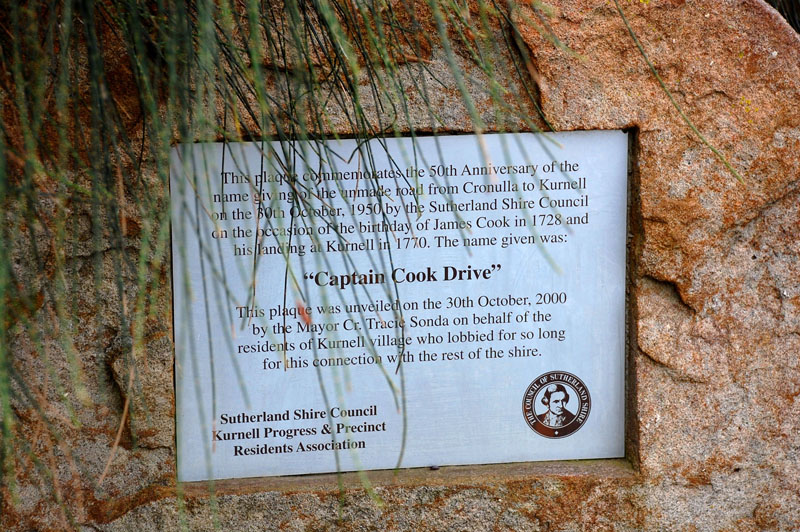 This plaque commemorates the 50th Anniversary of the
name giving of the unmade road from Cronulla to Kurnell
on the 30th October, 1950 by the Sutherland Shire Council
on the occasion of the birthday of James Cook in 1728 and
his landing at Kurnell in 1770. The name given was:
“Captain Cook Drive”
This plaque was unveiled on the 30th October, 2000
by the Mayor Cr. Tracie Sonda on behalf of the
residents of Kurnell village who lobbied for so long
for this connection with the rest of the shire.
Sutherland Shire Council
Kurnell Progress & Precinct
Residents Association
THE COUNCIL OF SUTHERLAND SHIRE